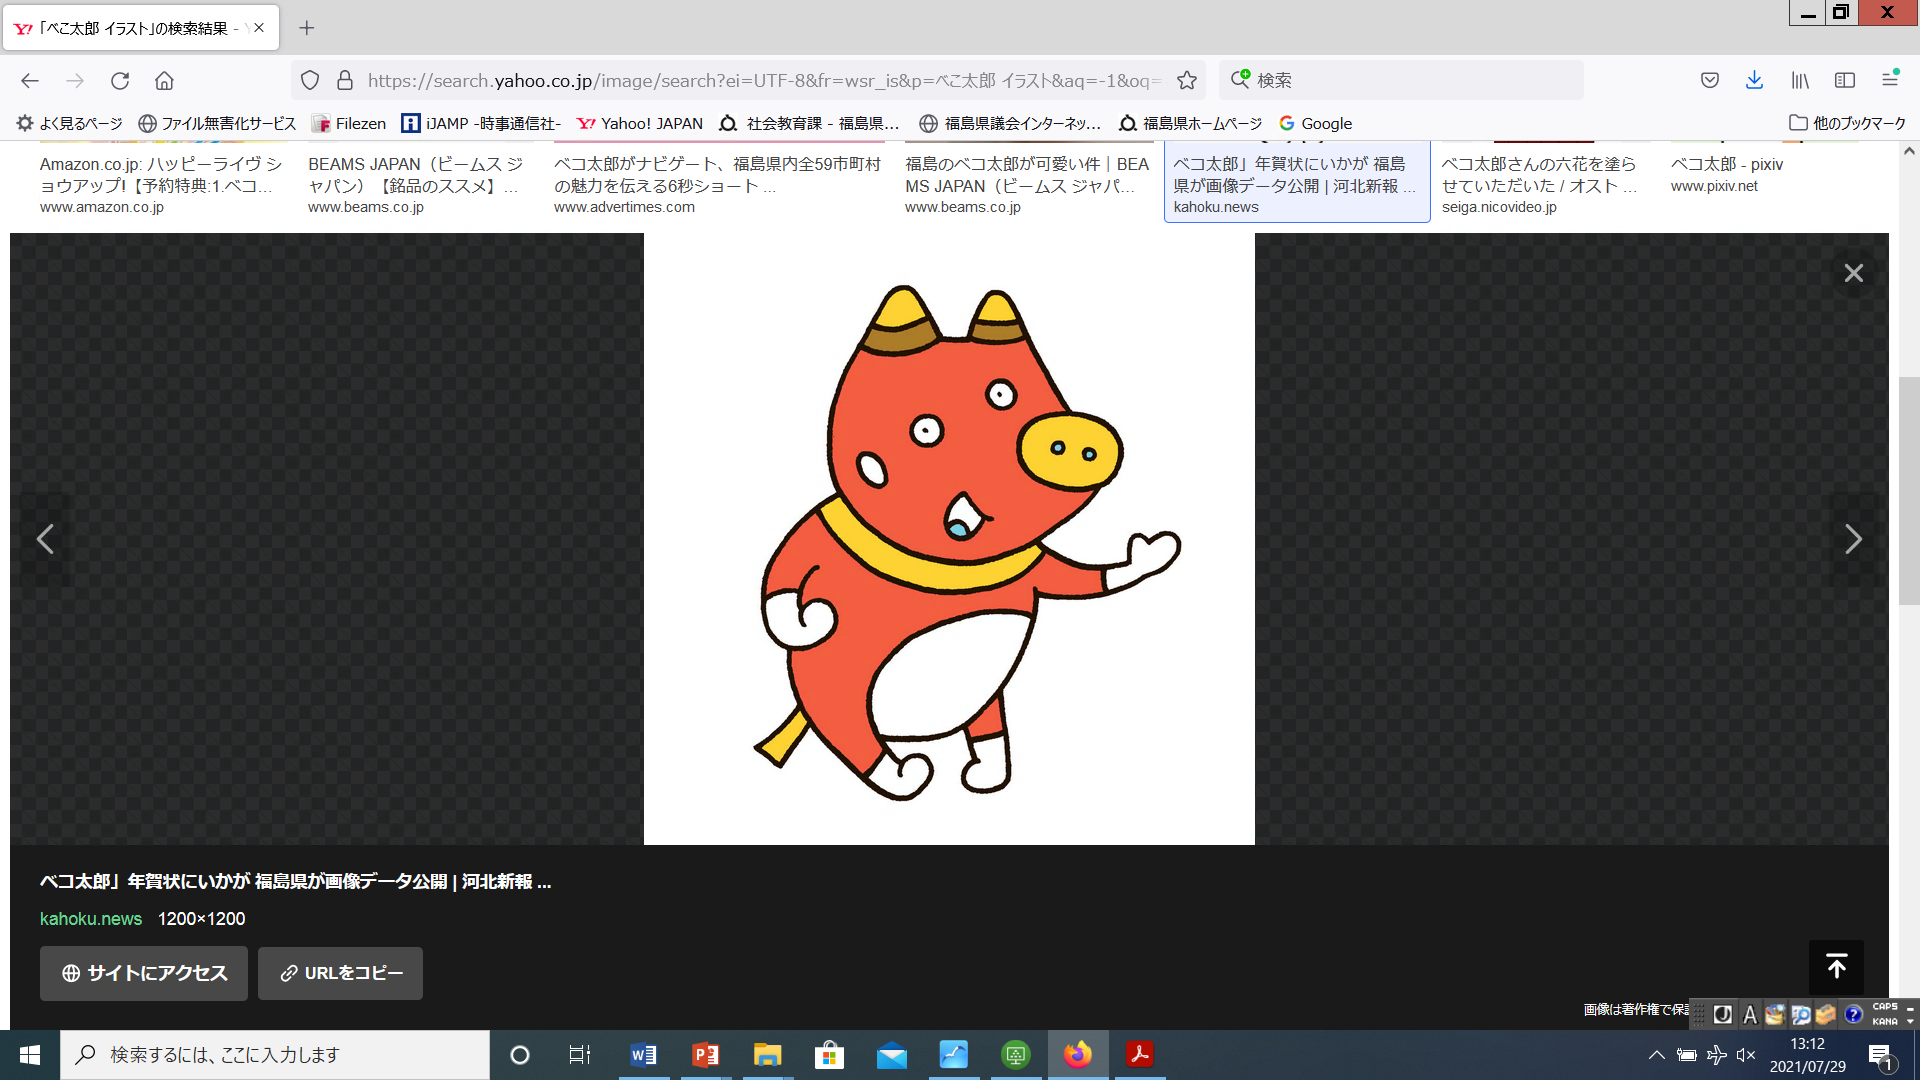 「べこ太郎 イラスト」の検索結果 - Y
https://search.yahoo.co.jp/image/search?ei=UTF-8&fr=wsr_is&p=べこ太郎 イラスト&aq=-1&oq=
検索
よく見るページ
ファイル無害化サービス
Filezen
iJAMP -時事通信社-
Yahoo! JAPAN
社会教育課 - 福島県...
福島県議会インターネッ...
福島県ホームページ
Google
他のブックマーク
Amazon.co.jp: ハッピーライヴ シ
ョウアップ!【予約特典:1.ベコ...
www.amazon.co.jp
BEAMS JAPAN（ビームス ジ
ャパン）【銘品のススメ】...
www.beams.co.jp
ベコ太郎がナビゲート、福島県内全59市町村
の魅力を伝える6秒ショート ...
www.advertimes.com
福島のベコ太郎が可愛い件｜BEA
MS JAPAN（ビームス ジャパ...
www.beams.co.jp
ベコ太郎」年賀状にいかが 福島
県が画像データ公開 | 河北新報 ...
kahoku.news
ベコ太郎さんの六花を塗ら
せていただいた / オスト ...
seiga.nicovideo.jp
ベコ太郎 - pixiv
www.pixiv.net
ベコ太郎」年賀状にいかが 福島県が画像データ公開 | 河北新報 ...
kahoku.news 1200×1200
サイトにアクセス
URLをコピー
画像は著作権で保護
A
CAPS
KANA
検索するには、ここに入力します
13:12
2021/07/29
1